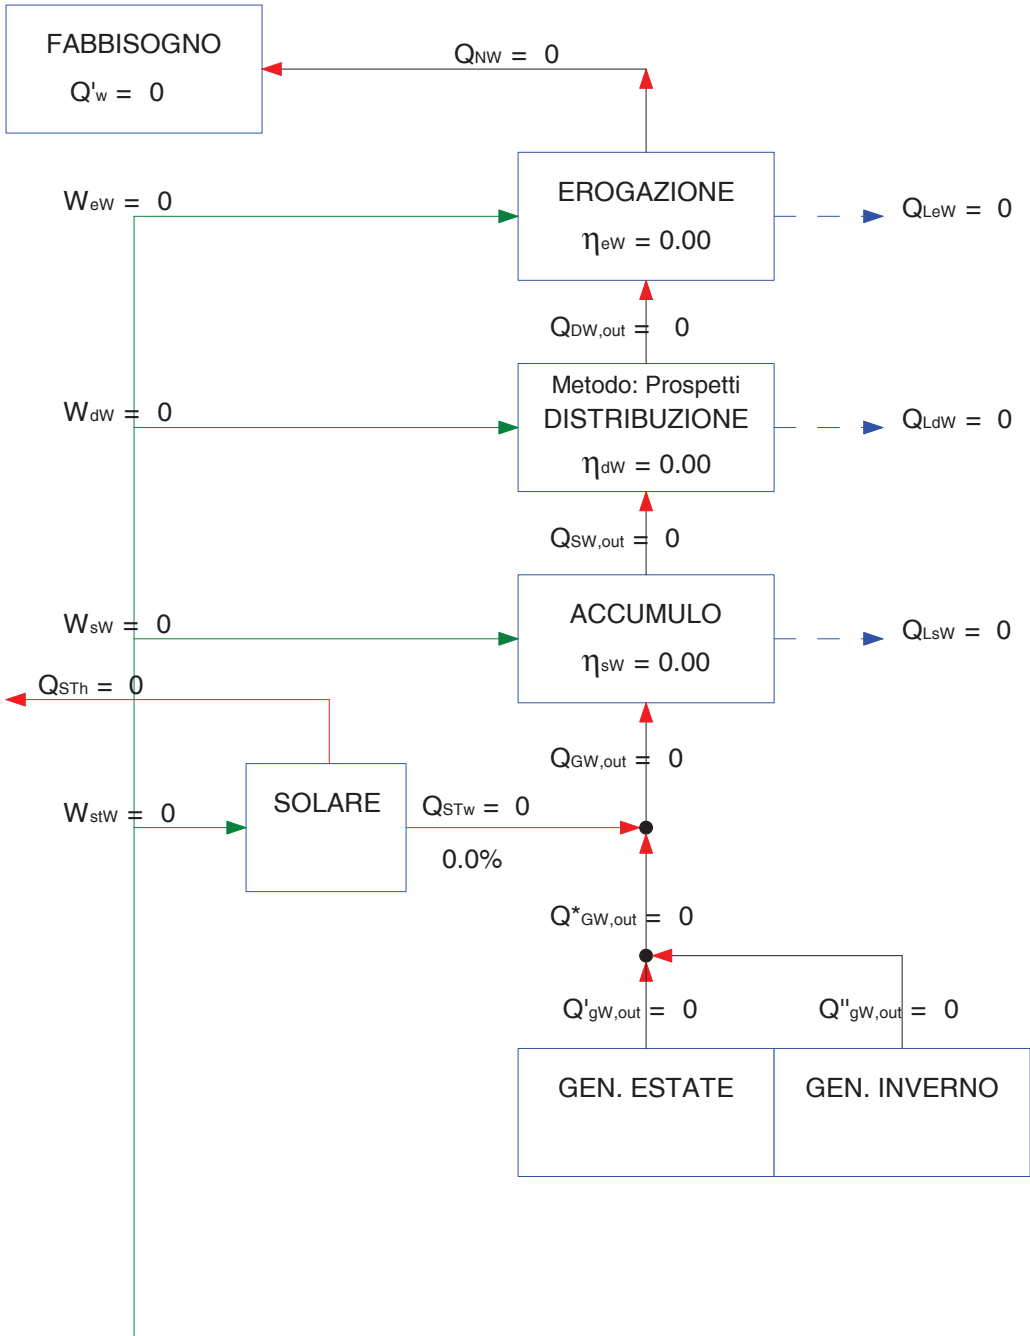 FABBISOGNO
Q'w = 0
QNW = 0
WeW = 0
EROGAZIONE
ηeW = 0.00
QLeW = 0
QDW,out = 0
WdW = 0
Metodo: Prospetti
DISTRIBUZIONE
ηdW = 0.00
QLdW = 0
QSW,out = 0
WsW = 0
ACCUMULO
ηsW = 0.00
QLsW = 0
QSTh = 0
QGW,out = 0
WstW = 0
SOLARE
QSTw = 0
0.0%
Q*GW,out = 0
Q'gW,out = 0
Q''gW,out = 0
GEN. ESTATE
GEN. INVERNO